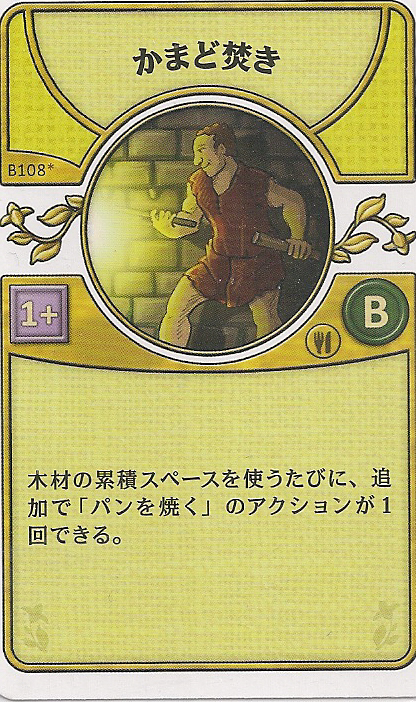 かまど焚き
B108*
1+
B
木材の累積スペースを使うたびに、追
加で「パンを焼く」のアクションが1
回できる。